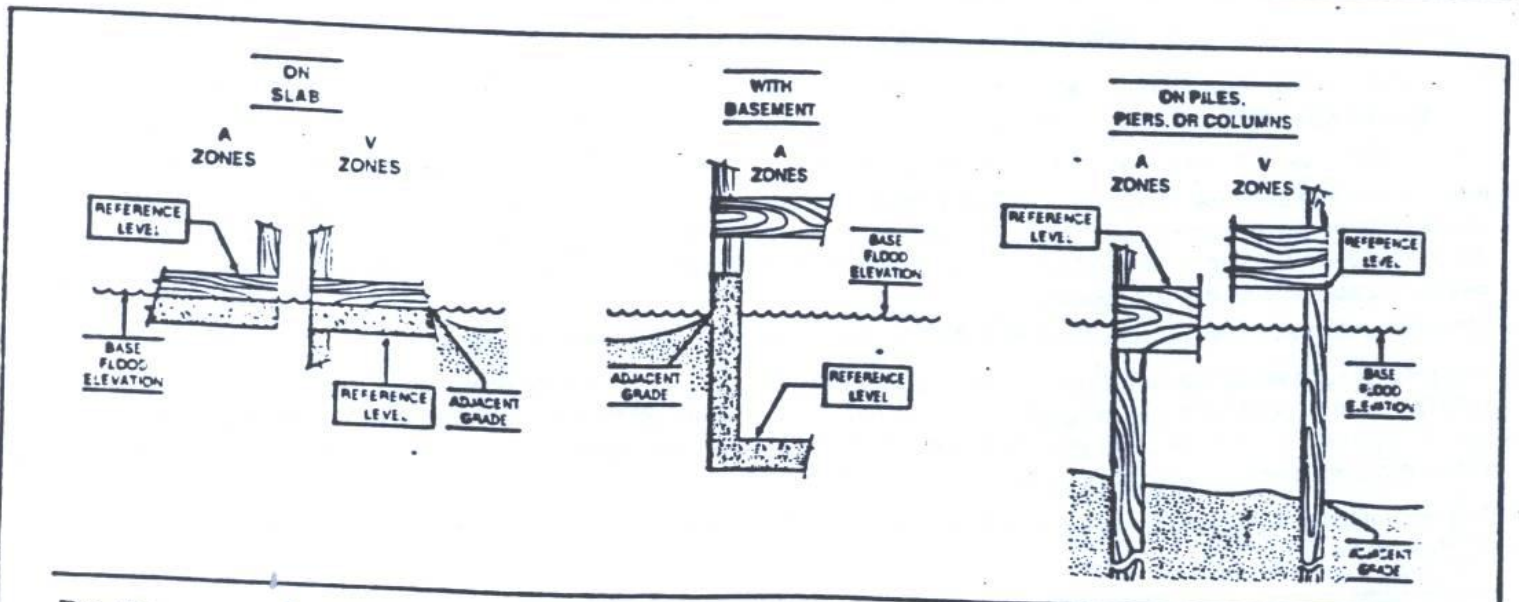 ON
SLAB
A
ZONES
V
ZONES
REFERENCE
LEVEL
BASE
FLOOD
ELEVATION
REFERENCE
LEVEL
ADJACENT
GRADE
WITH
BASEMENT
A
ZONES
BASE
FLOOD
ELEVATION
ADJACENT
GRADE
REFERENCE
LEVEL
ON PILES,
PIERS, OR COLUMNS
A
ZONES
V
ZONES
REFERENCE
LEVEL
REFERENCE
LEVEL
BASE
FLOOD
ELEVATION
ADJACENT
GRADE